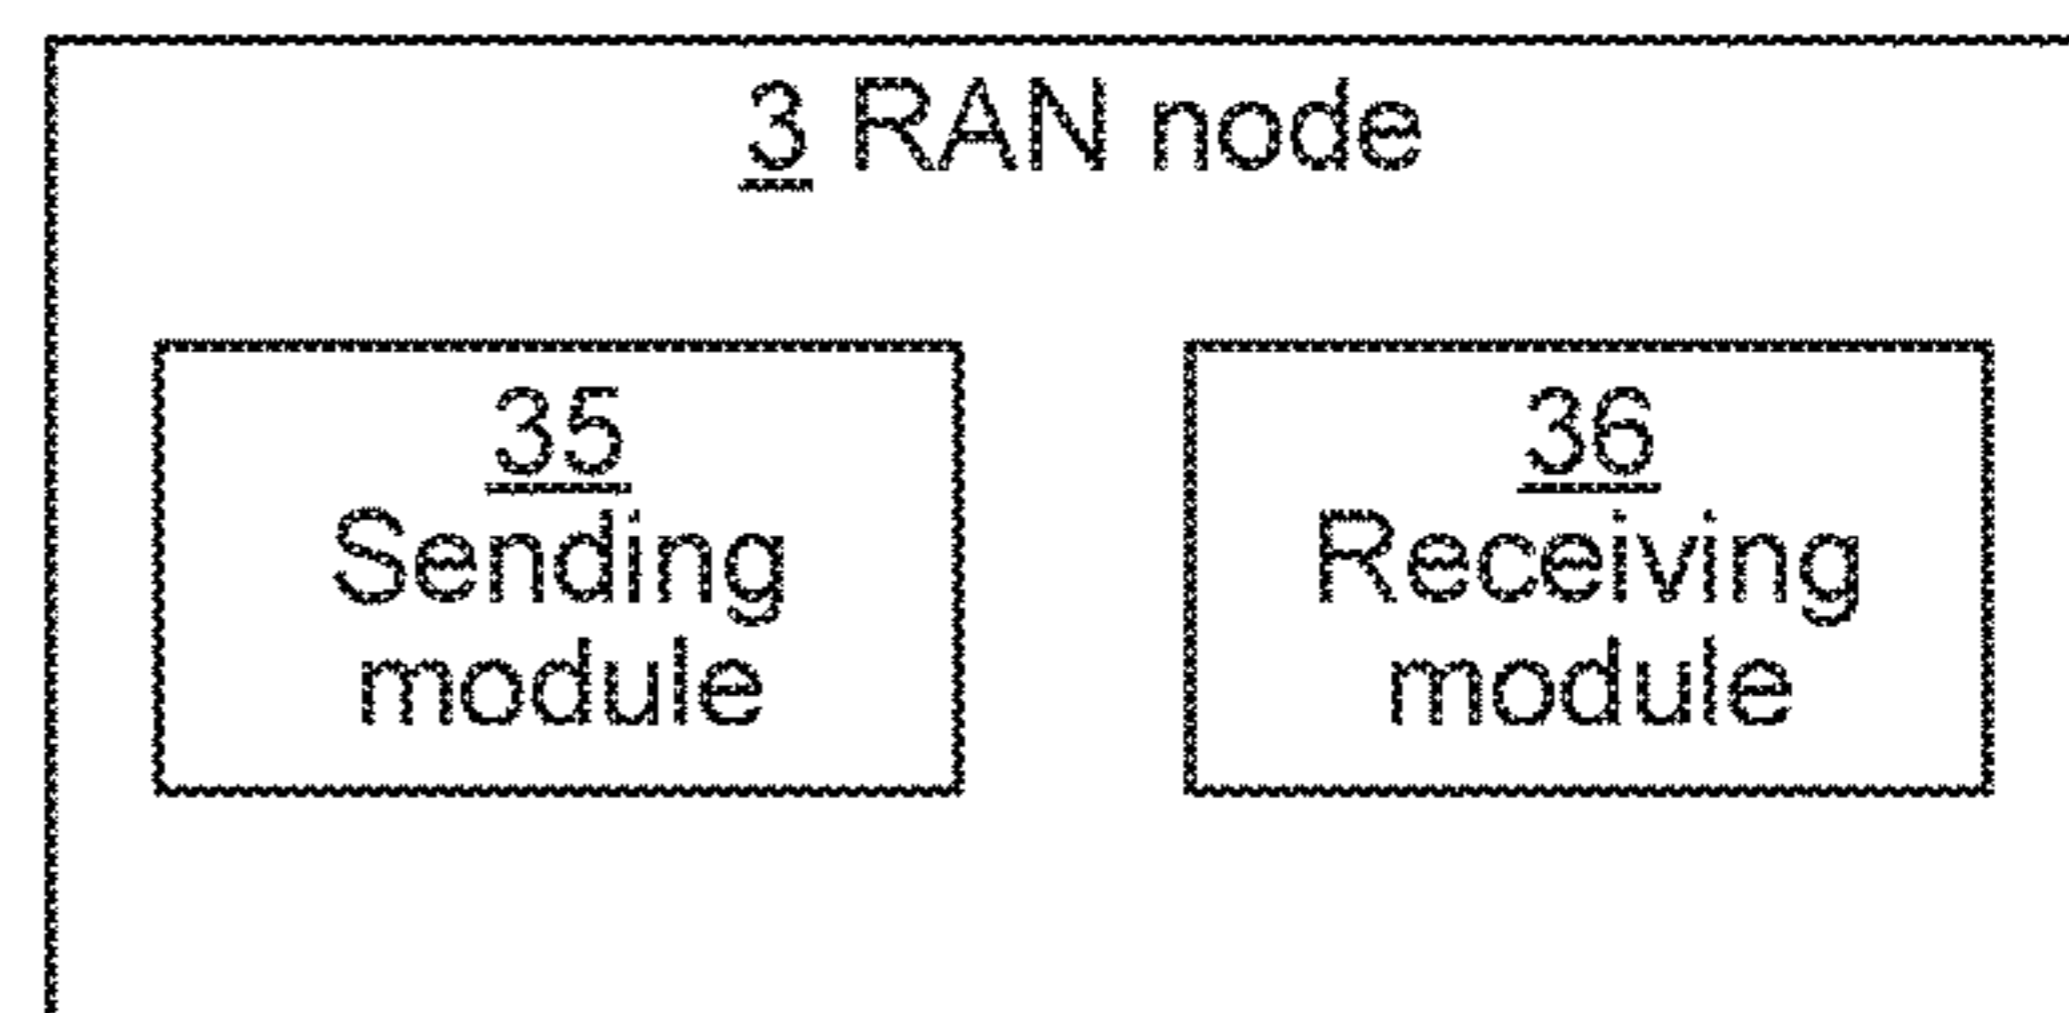 3 RAN node
35
Sending
module
36
Receiving
module